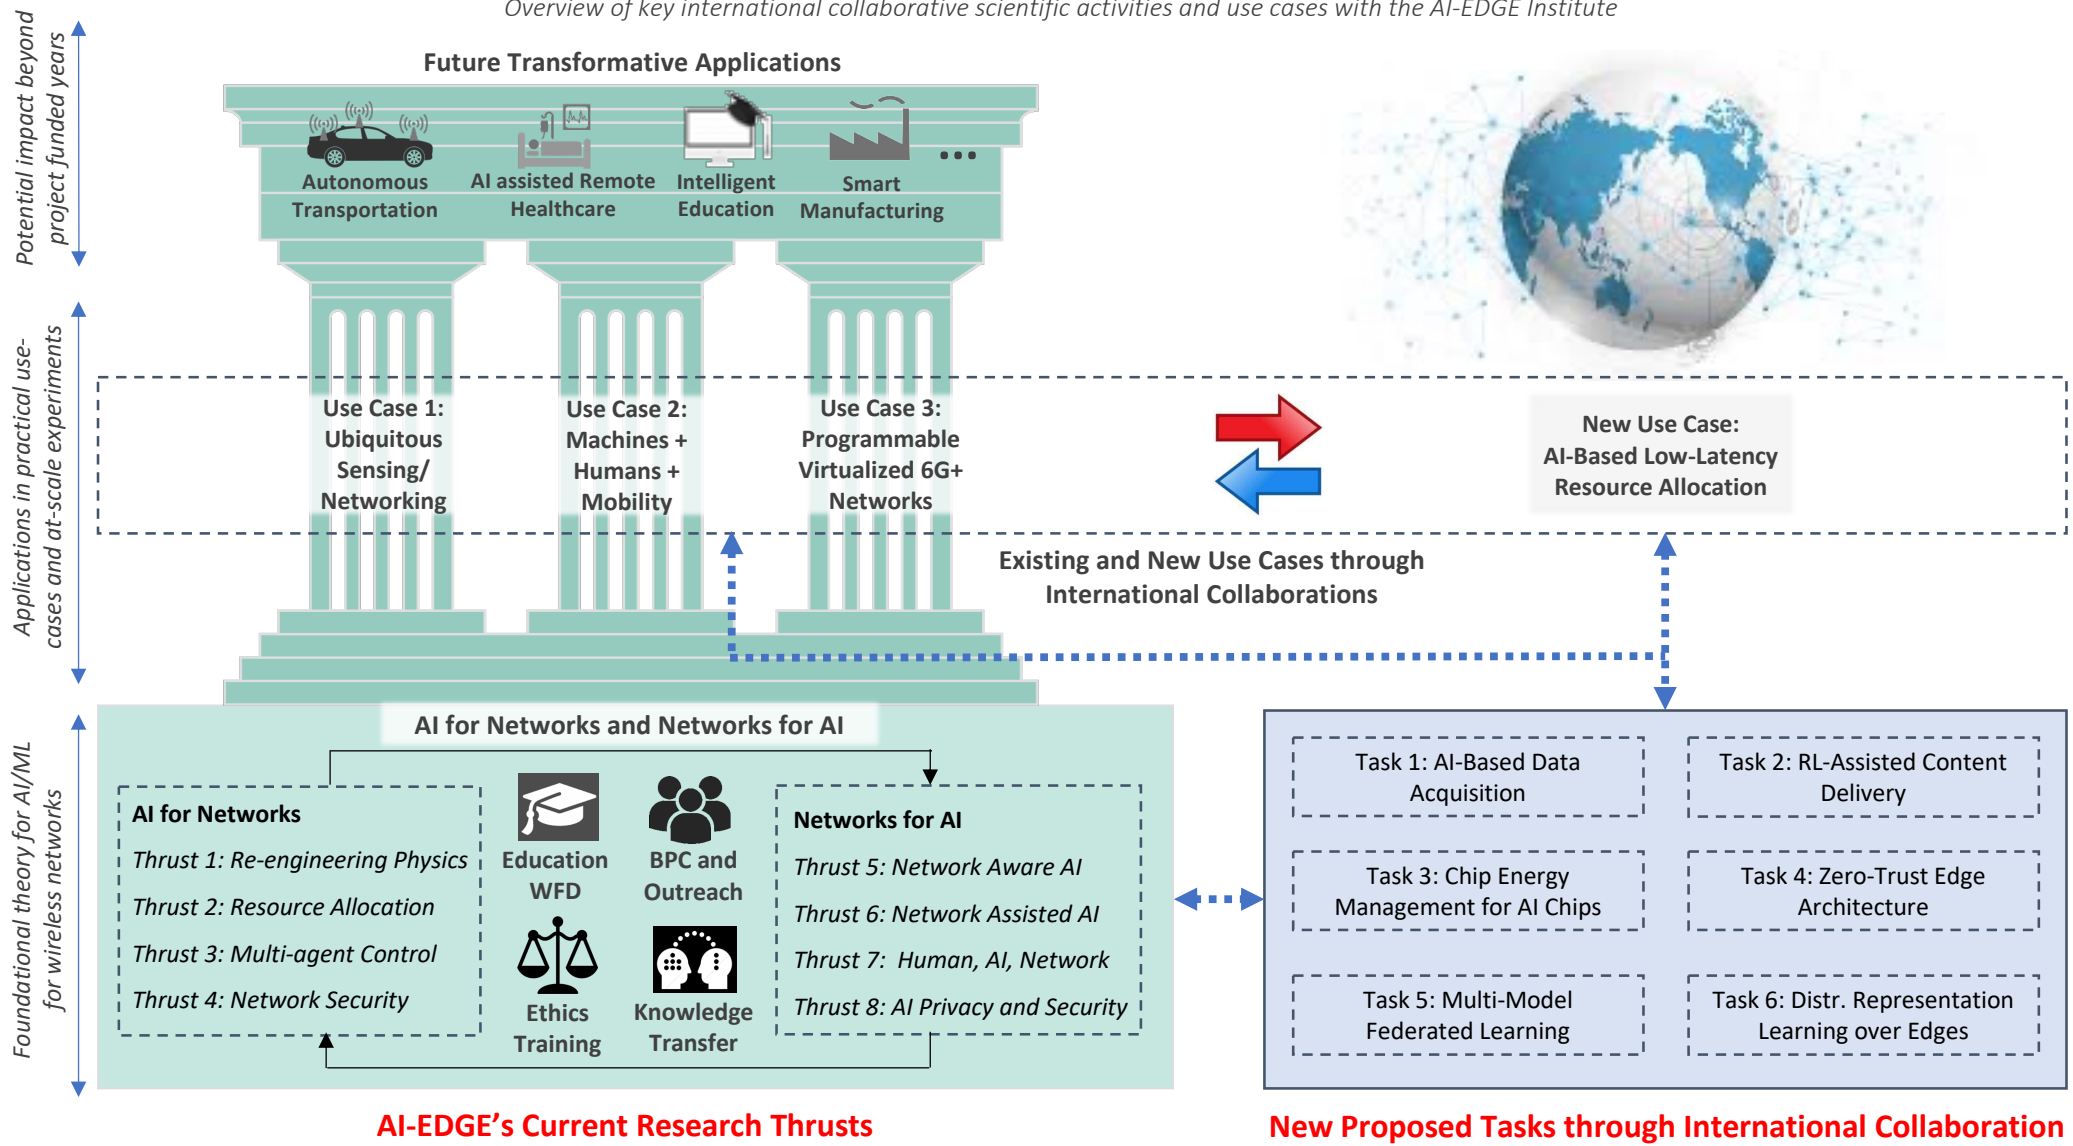 Overview of key international collaborative scientific activities and use cases with the AI-EDGE Institute
Potential impact beyond
project funded years
Future Transformative Applications
Autonomous
Transportation
AI assisted Remote
Healthcare
Intelligent
Education
Smart
Manufacturing
...
Applications in practical use-
cases and at-scale experiments
Use Case 1:
Ubiquitous
Sensing/
Networking
Use Case 2:
Machines +
Humans +
Mobility
Use Case 3:
Programmable
Virtualized 6G+
Networks
New Use Case:
AI-Based Low-Latency
Resource Allocation
Existing and New Use Cases through
International Collaborations
Foundational theory for AI/ML
for wireless networks
AI for Networks and Networks for AI
AI for Networks
Thrust 1: Re-engineering Physics
Thrust 2: Resource Allocation
Thrust 3: Multi-agent Control
Thrust 4: Network Security
Education
WFD
BPC and
Outreach
Ethics
Training
Knowledge
Transfer
Networks for AI
Thrust 5: Network Aware AI
Thrust 6: Network Assisted AI
Thrust 7: Human, AI, Network
Thrust 8: AI Privacy and Security
Task 1: AI-Based Data
Acquisition
Task 2: RL-Assisted Content
Delivery
Task 3: Chip Energy
Management for AI Chips
Task 4: Zero-Trust Edge
Architecture
Task 5: Multi-Model
Federated Learning
Task 6: Distr. Representation
Learning over Edges
AI-EDGE’s Current Research Thrusts
New Proposed Tasks through International Collaboration